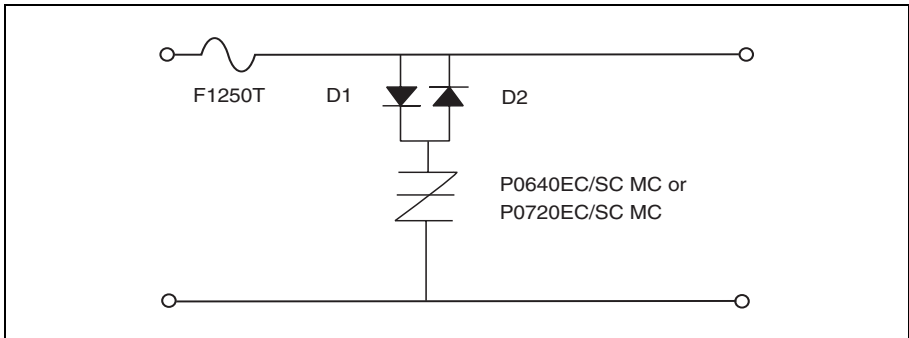 F1250T
D1
D2
P0640EC/SC MC or
P0720EC/SC MC